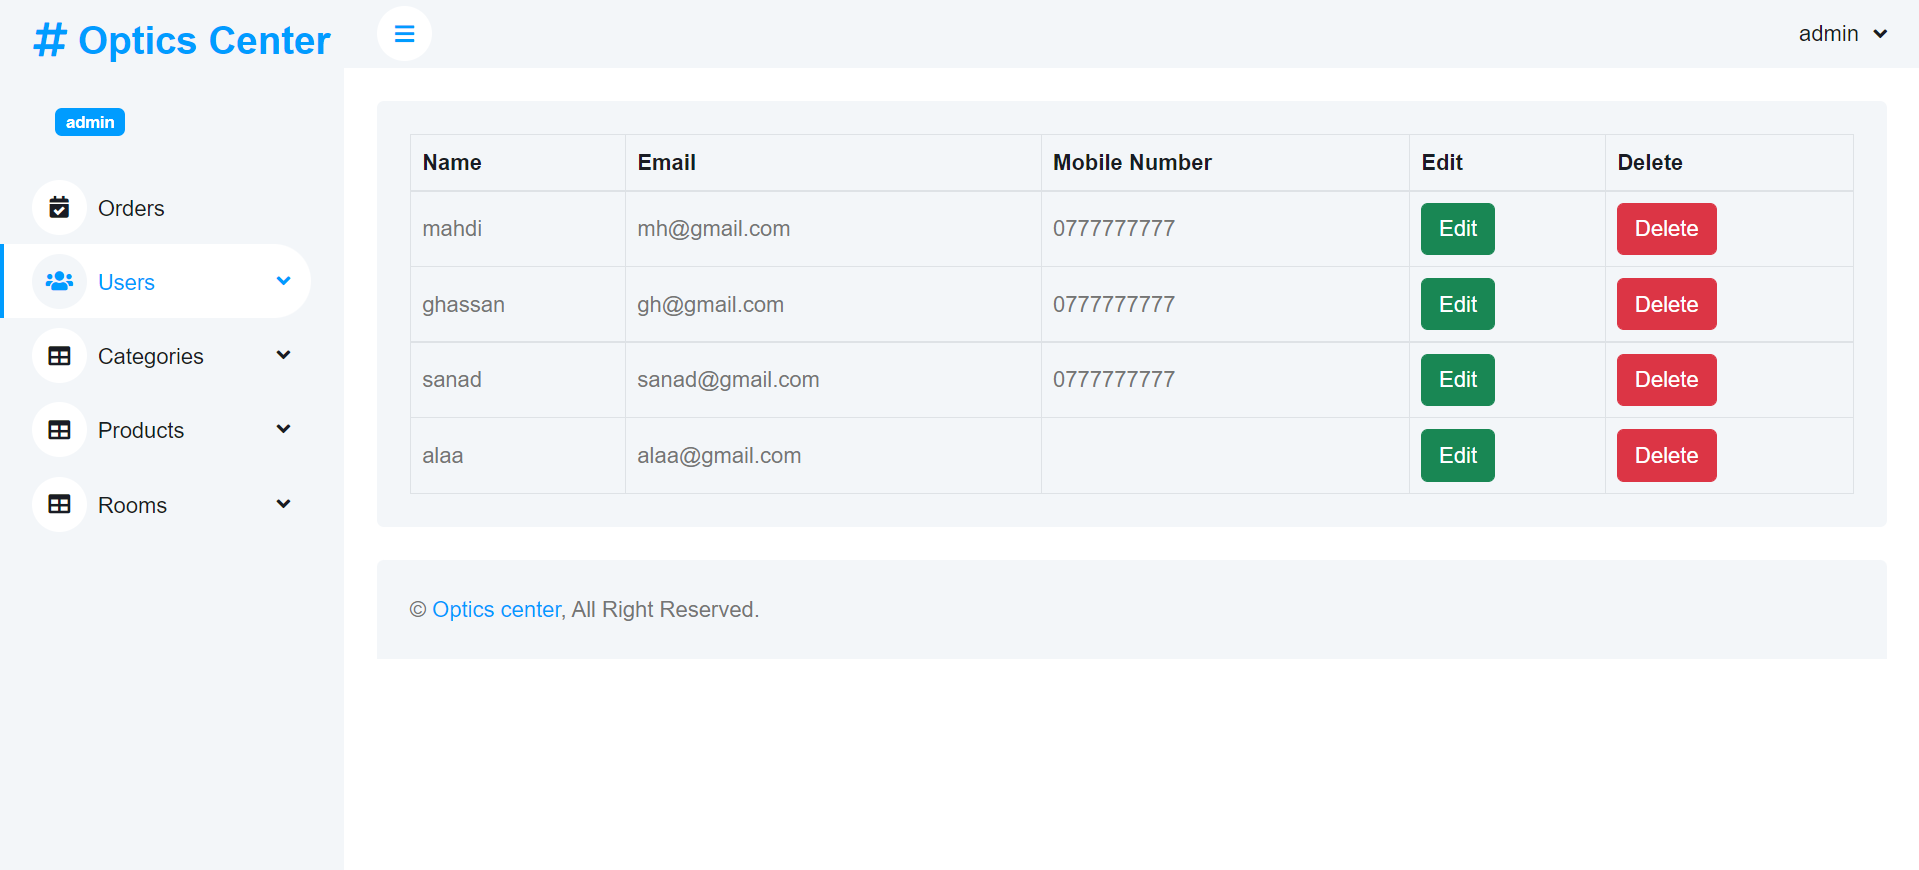 # Optics Center
admin
admin
Orders
Users
Categories
Products
Rooms
Name Email Mobile Number Edit Delete
mahdi mh@gmail.com 0777777777 Edit Delete
ghassan gh@gmail.com 0777777777 Edit Delete
sanad sanad@gmail.com 0777777777 Edit Delete
alaa alaa@gmail.com Edit Delete
© Optics center, All Right Reserved.